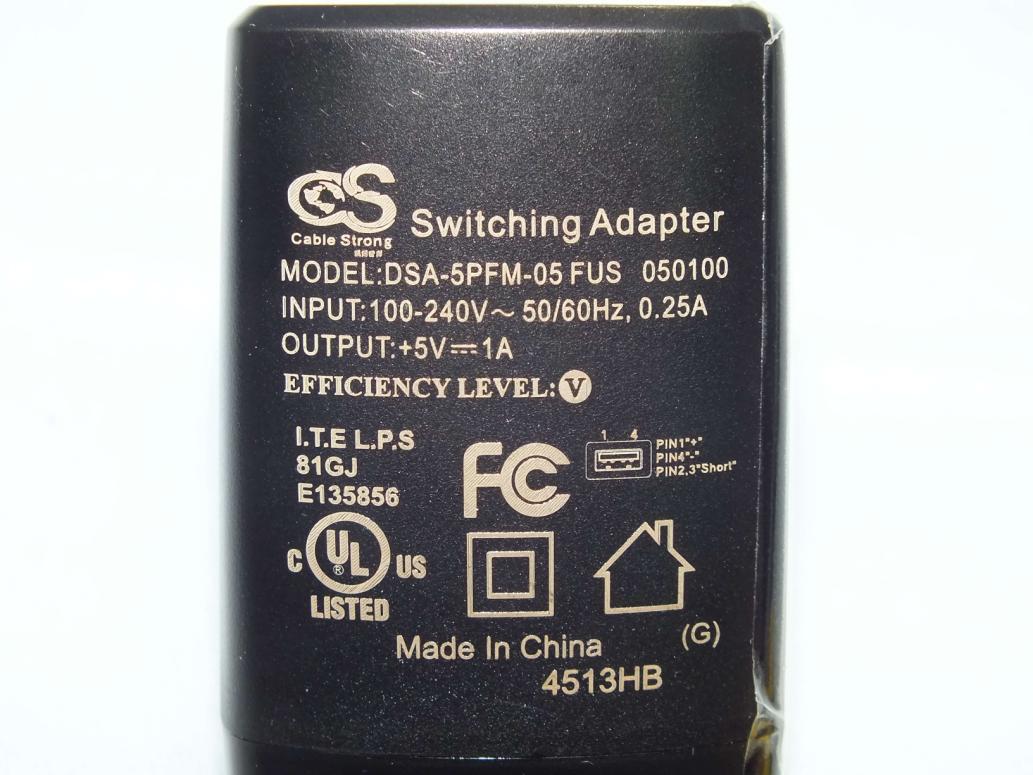 CS
Cable Strong
Switching Adapter
MODEL:DSA-5PFM-05 FUS 050100
INPUT:100-240V~ 50/60Hz, 0.25A
OUTPUT:+5V⎓1A
EFFICIENCY LEVEL:V
I.T.E L.P.S
81GJ
E135856
FC
1 4
PIN1"+"
PIN4"-"
PIN2,3"Short"
C UL ® US
LISTED
Made In China
(G)
4513HB